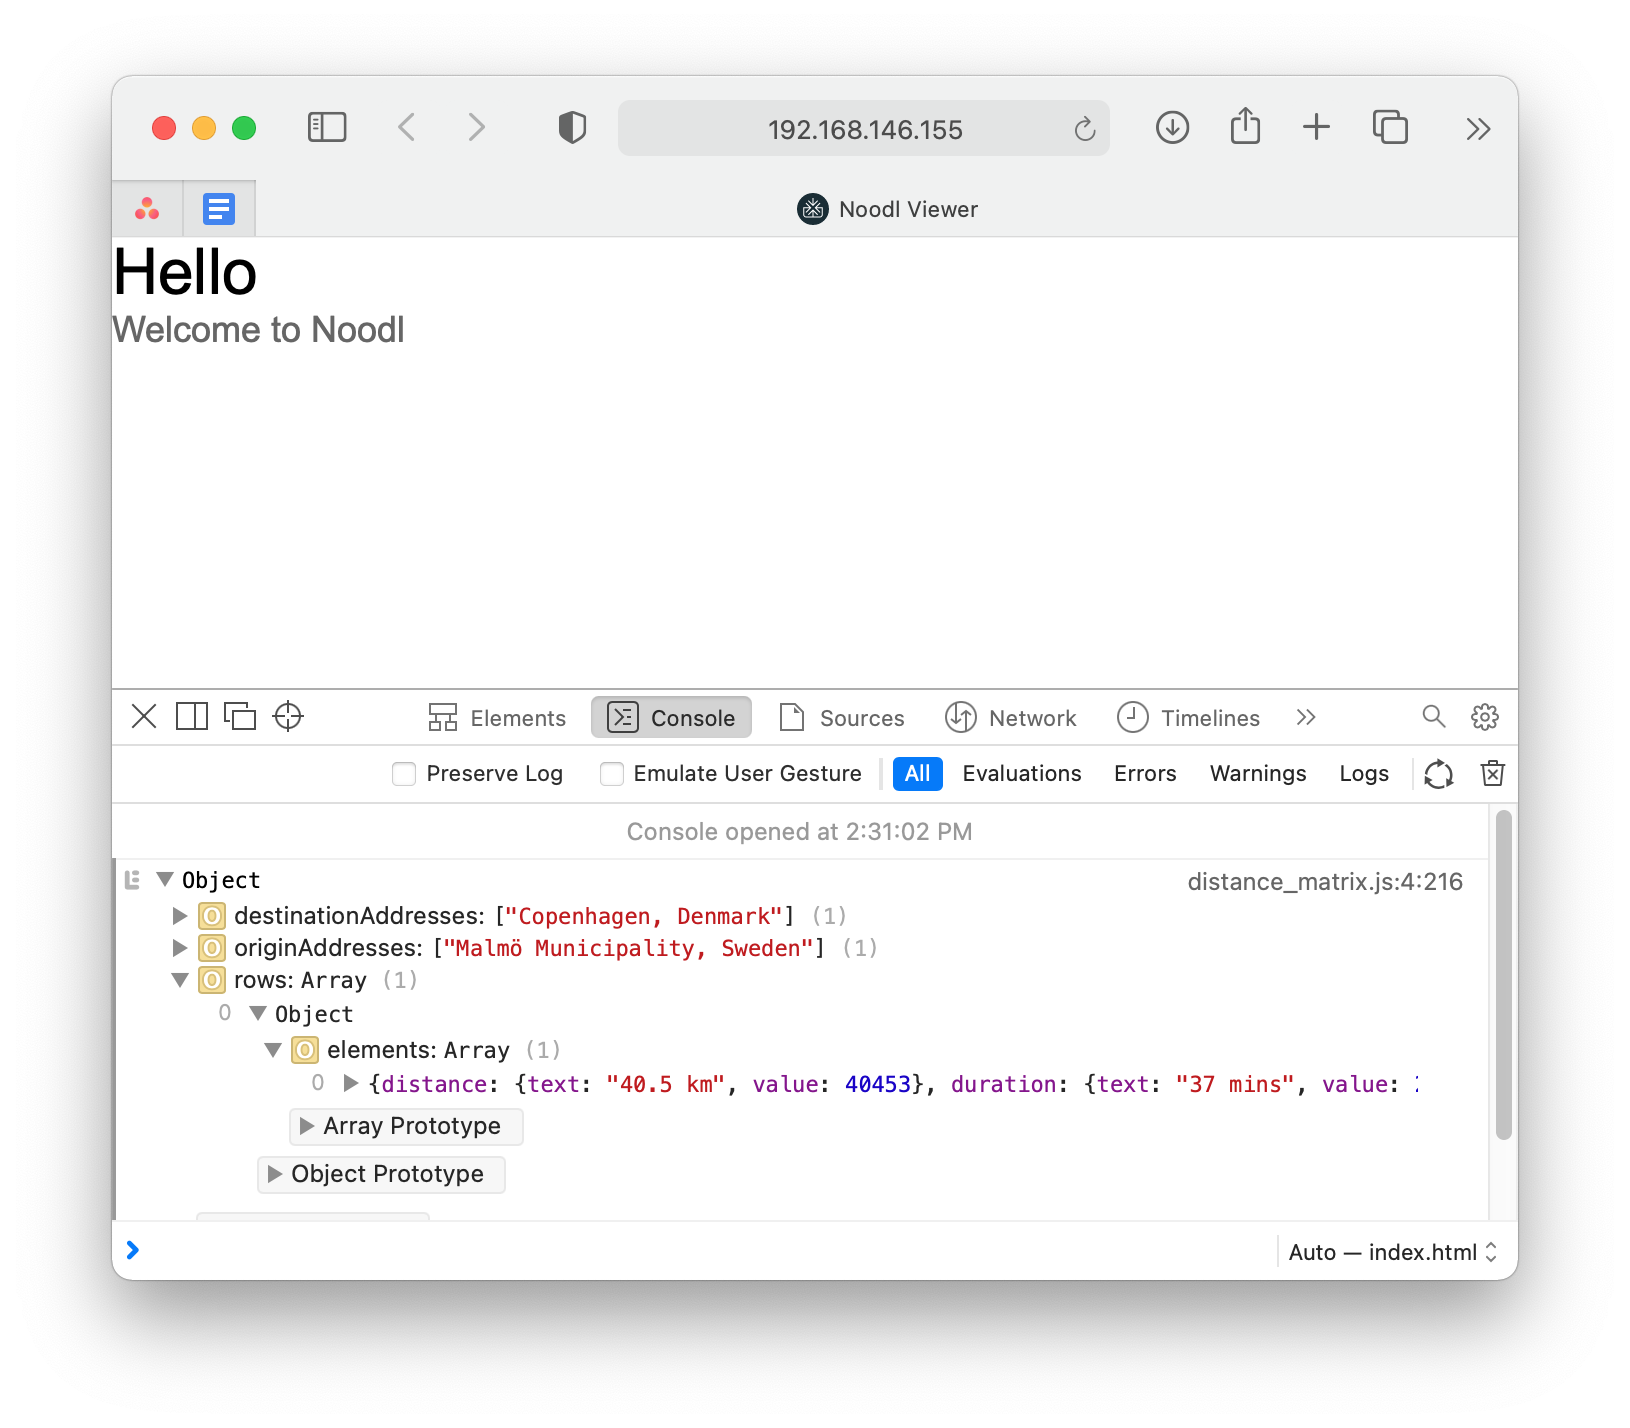 192.168.146.155
Noodl Viewer
Hello
Welcome to Noodl
Elements Console Sources Network Timelines
Preserve Log Emulate User Gesture All Evaluations Errors Warnings Logs
Console opened at 2:31:02 PM
Object distance_matrix.js:4:216
destinationAddresses: ["Copenhagen, Denmark"] (1)
originAddresses: ["Malmö Municipality, Sweden"] (1)
rows: Array (1)
0 Object
elements: Array (1)
0 {distance: {text: "40.5 km", value: 40453}, duration: {text: "37 mins", value:
Array Prototype
Object Prototype
Auto — index.html